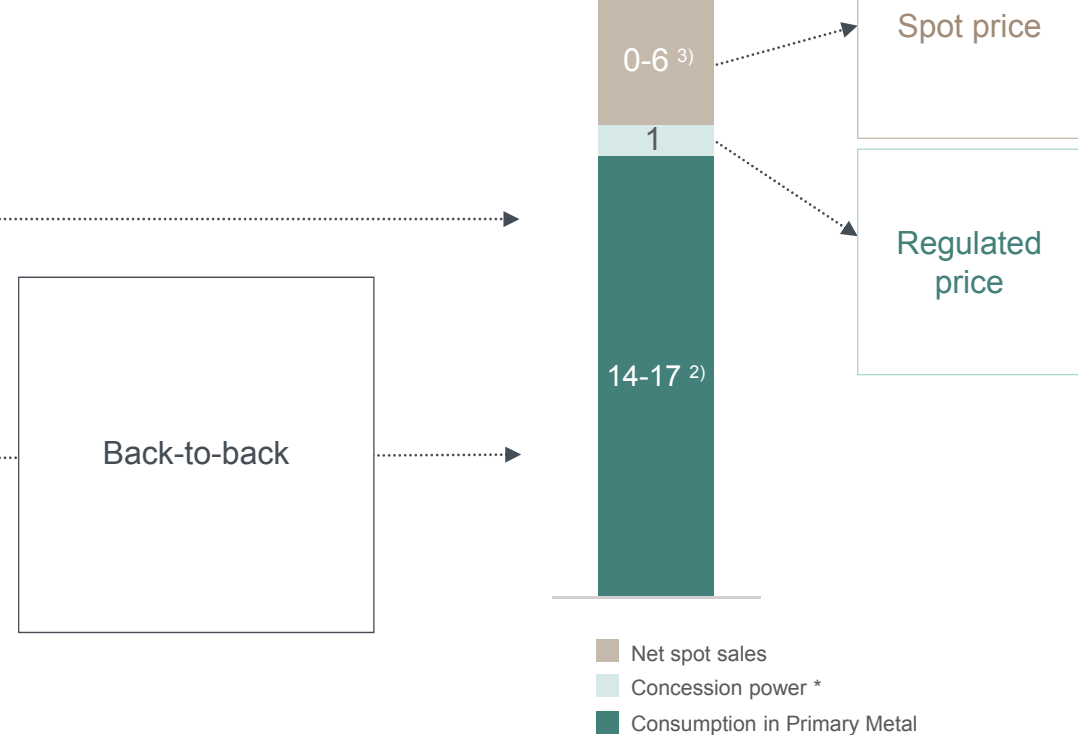 Spot price
0-6 3)
1
Regulated
price
14-17 2)
Back-to-back
Net spot sales
Concession power *
Consumption in Primary Metal